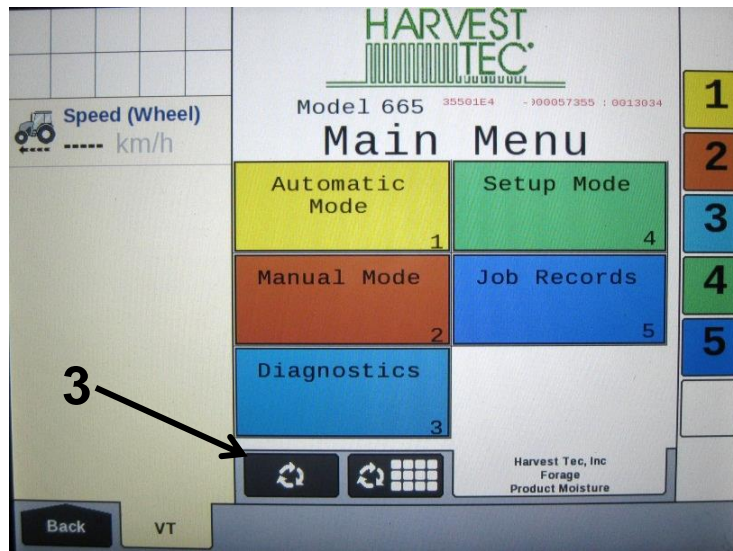 HARVEST
TEC
Model 665
Main Menu
Speed (Wheel)
----- km/h
Automatic
Mode
1
Setup Mode
4
Manual Mode
2
Job Records
5
Diagnostics
3
1
2
3
4
5
3
Harvest Tec, Inc
Forage
Product Moisture
Back
VT